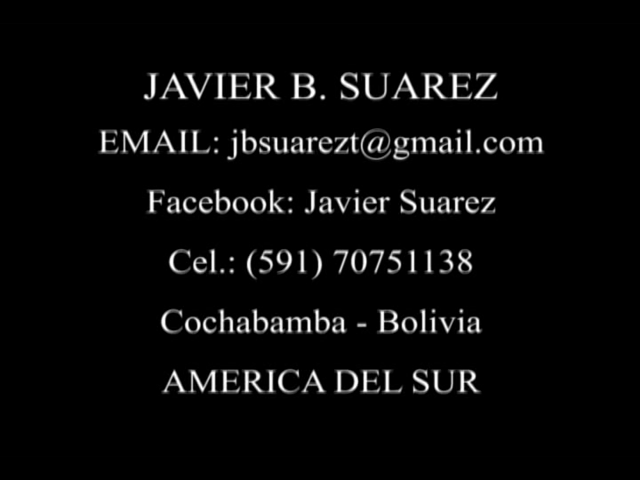 JAVIER B. SUAREZ
EMAIL: jbsuarezt@gmail.com
Facebook: Javier Suarez
Cel.: (591) 70751138
Cochabamba - Bolivia
AMERICA DEL SUR